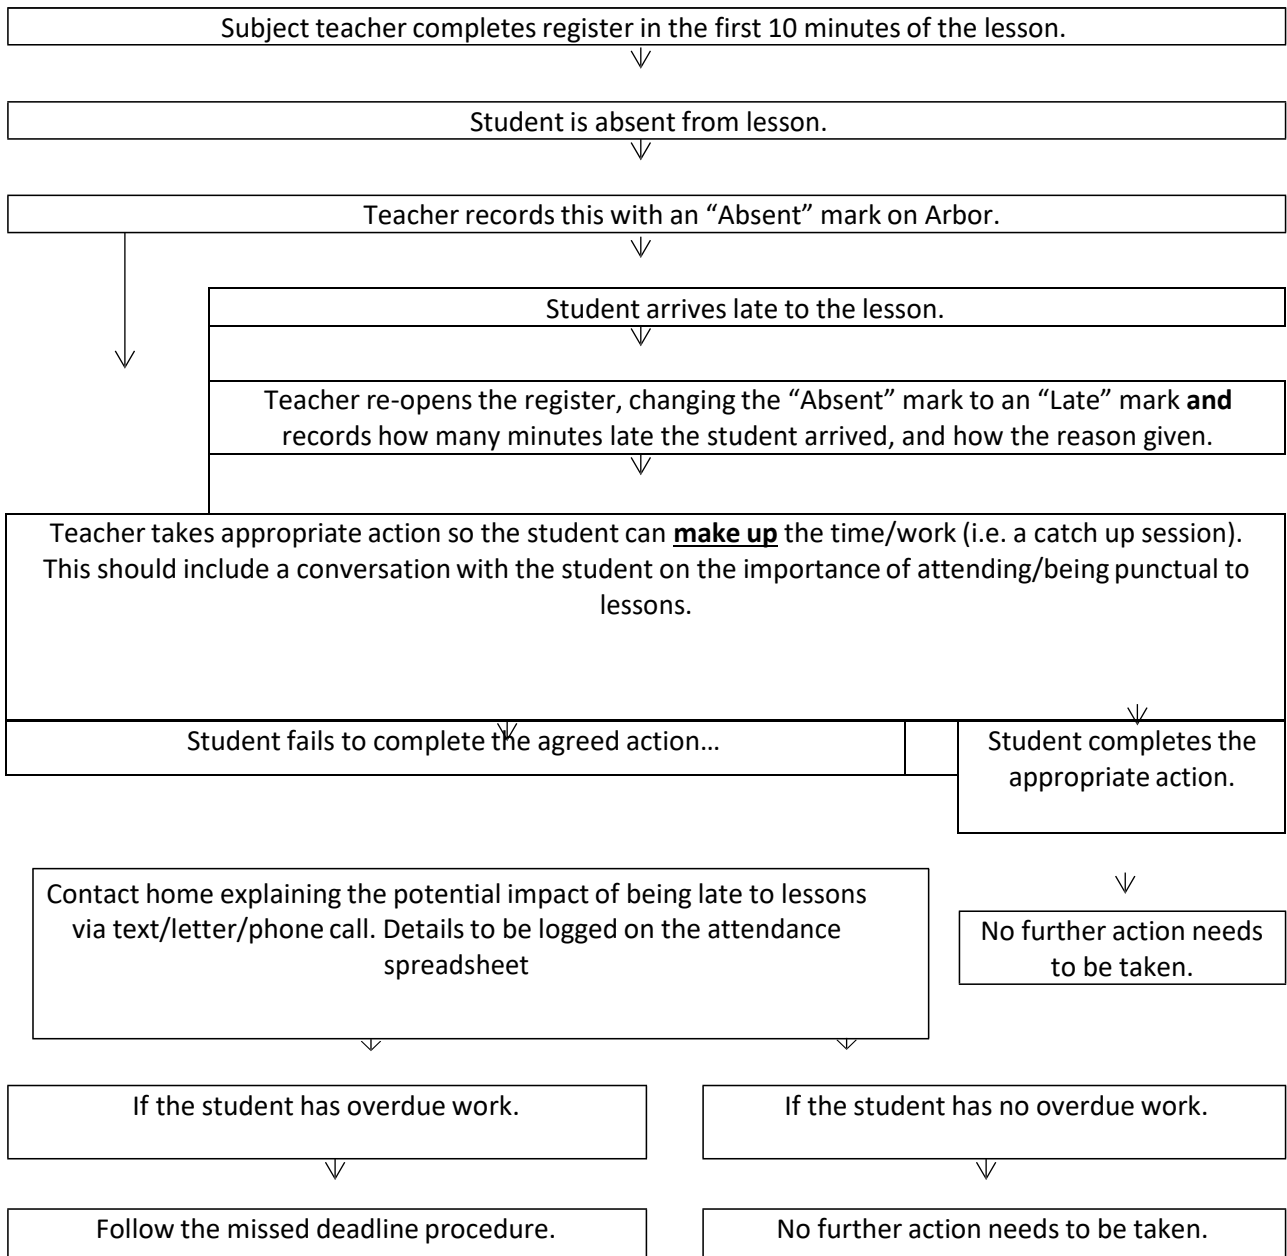 Subject teacher completes register in the first 10 minutes of the lesson.
Student is absent from lesson.
Teacher records this with an “Absent” mark on Arbor.
Student arrives late to the lesson.
Teacher re-opens the register, changing the “Absent” mark to an “Late” mark and
records how many minutes late the student arrived, and how the reason given.
Teacher takes appropriate action so the student can make up the time/work (i.e. a catch up session).
This should include a conversation with the student on the importance of attending/being punctual to
lessons.
Student fails to complete the agreed action…
Student completes the
appropriate action.
Contact home explaining the potential impact of being late to lessons
via text/letter/phone call. Details to be logged on the attendance
spreadsheet
No further action needs
to be taken.
If the student has overdue work.
If the student has no overdue work.
Follow the missed deadline procedure.
No further action needs to be taken.